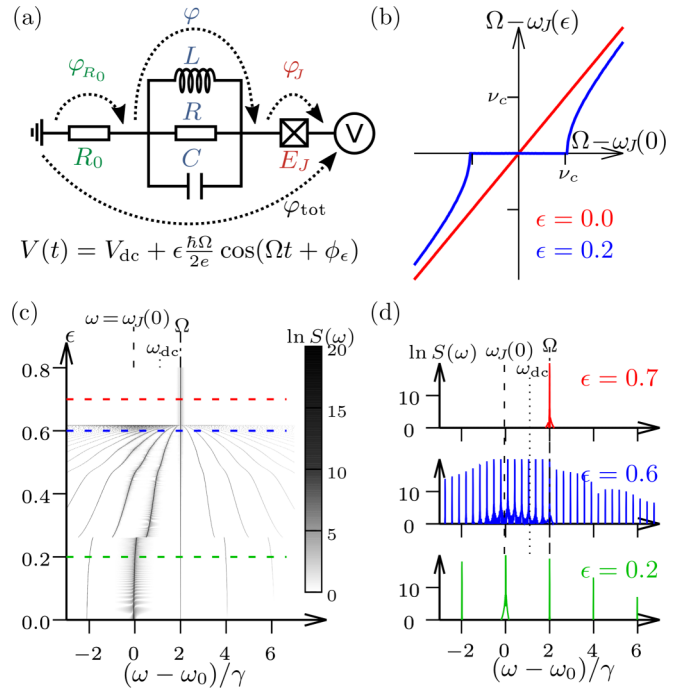 (a)
φ
L
φ_{R_0}
φ_J
R
R_0
C
E_J
V
φ_tot
V(t) = V_dc + ϵ \frac{ħΩ}{2e} cos(Ωt + ϕ_ϵ)
(b)
Ω−ω_J(ϵ)
ν_c
Ω−ω_J(0)
ν_c
ϵ = 0.0
ϵ = 0.2
(c)
ω=ω_J(0)
Ω
ϵ
ω_dc
ln S(ω)
0.8
0.6
0.4
0.2
0.0
20
15
10
5
0
−2 0 2 4 6
(ω − ω_0)/γ
(d)
ln S(ω)
ω_J(0)
Ω
ω_dc
ϵ = 0.7
10
0
ϵ = 0.6
10
0
ϵ = 0.2
10
0
−2 0 2 4 6
(ω − ω_0)/γ